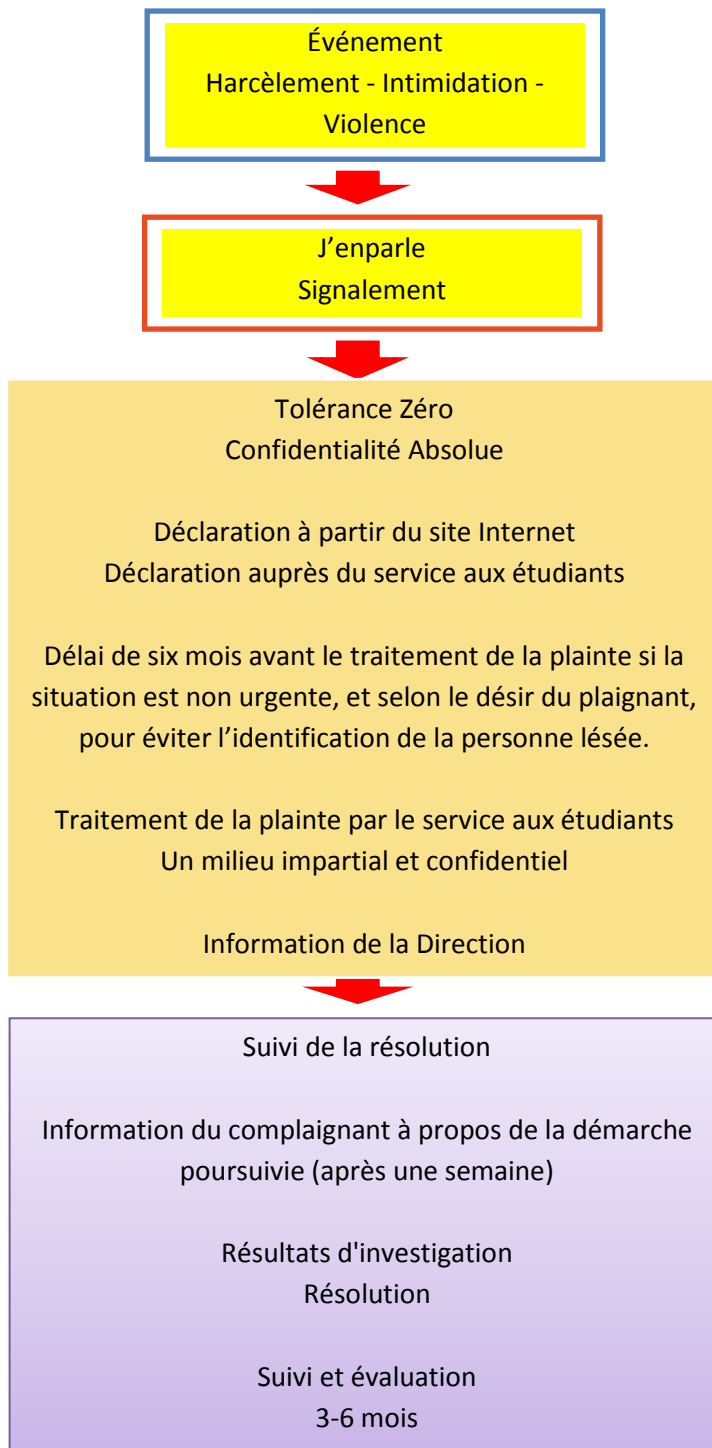 Événement
Harcèlement - Intimidation -
Violence
J’enparle
Signalement
Tolérance Zéro
Confidentialité Absolue
Déclaration à partir du site Internet
Déclaration auprès du service aux étudiants
Délai de six mois avant le traitement de la plainte si la
situation est non urgente, et selon le désir du plaignant,
pour éviter l’identification de la personne lésée.
Traitement de la plainte par le service aux étudiants
Un milieu impartial et confidentiel
Information de la Direction
Suivi de la résolution
Information du complaignant à propos de la démarche
poursuivie (après une semaine)
Résultats d'investigation
Résolution
Suivi et évaluation
3-6 mois